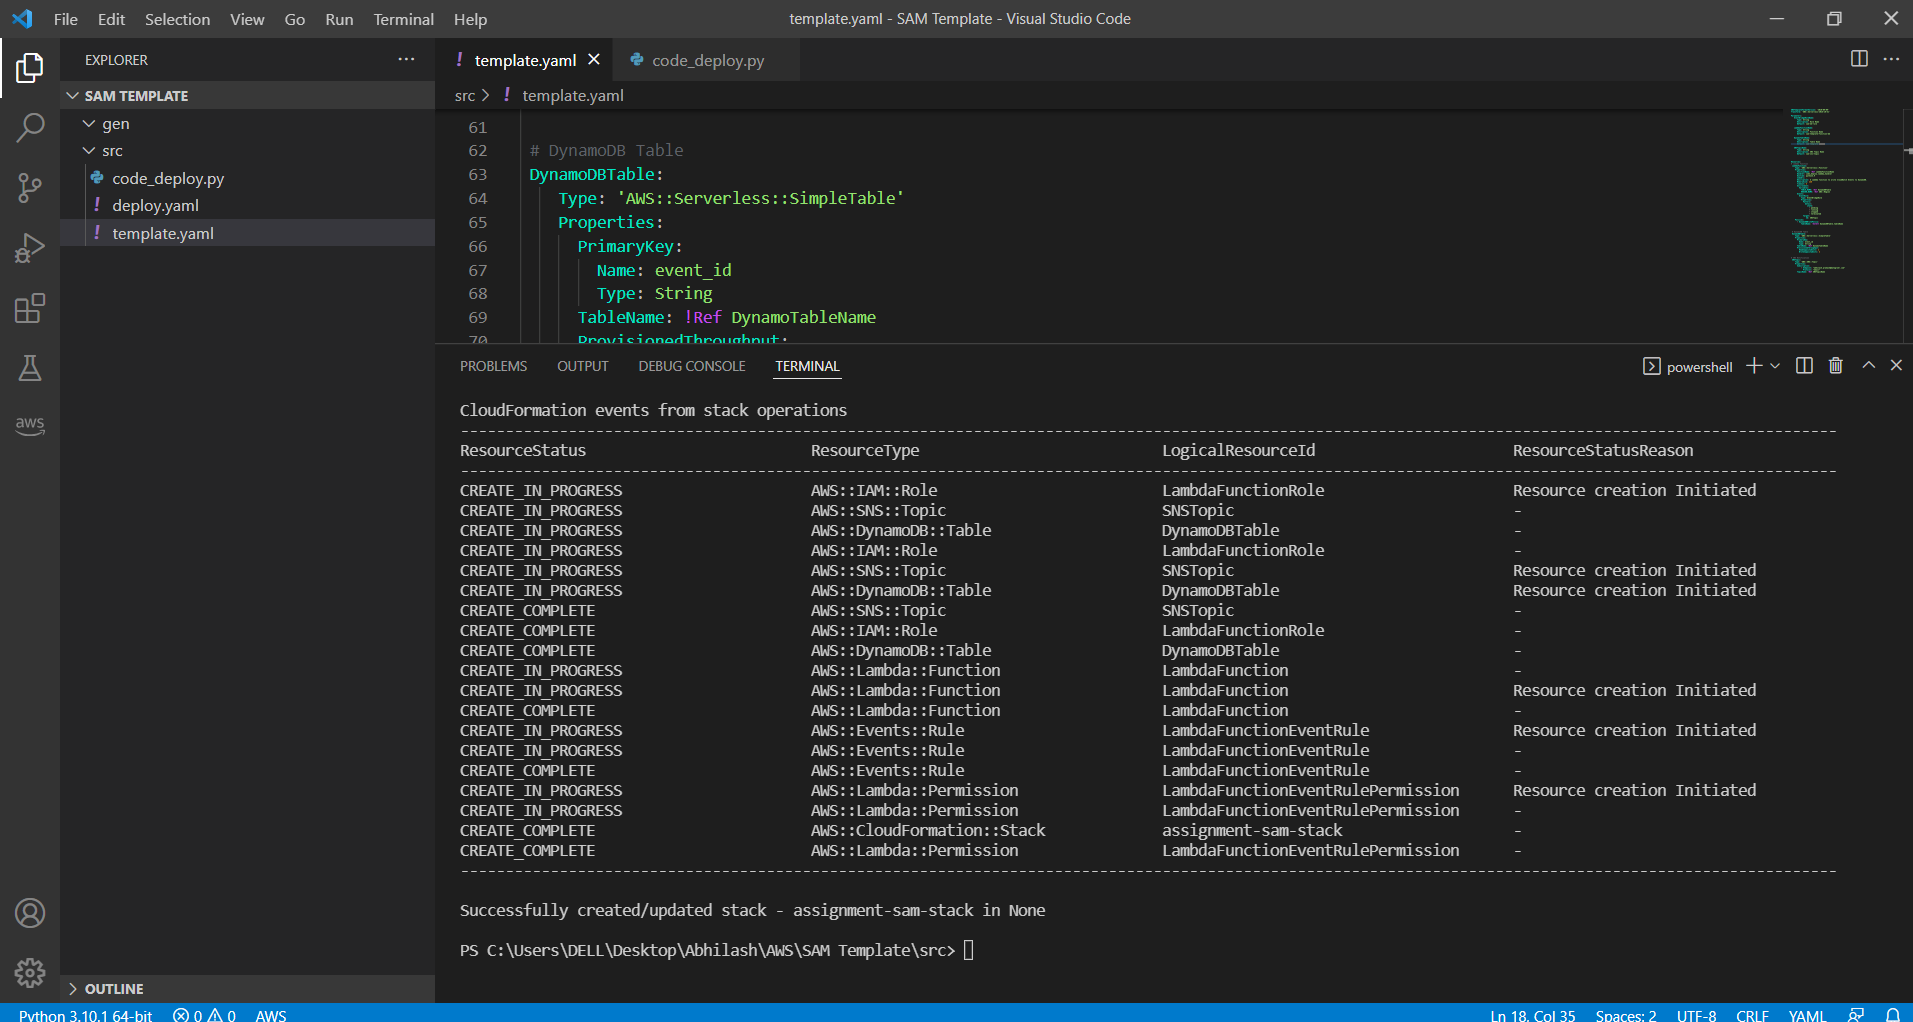 File Edit Selection View Go Run Terminal Help template.yaml - SAM Template - Visual Studio Code
EXPLORER
SAM TEMPLATE
gen
src
code_deploy.py
deploy.yaml
template.yaml
aws
OUTLINE
template.yaml code_deploy.py
src > template.yaml
61
62 # DynamoDB Table
63 DynamoDBTable:
64 Type: 'AWS::Serverless::SimpleTable'
65 Properties:
66 PrimaryKey:
67 Name: event_id
68 Type: String
69 TableName: !Ref DynamoTableName
70 ProvisionedThroughput:
PROBLEMS OUTPUT DEBUG CONSOLE TERMINAL powershell
CloudFormation events from stack operations
ResourceStatus ResourceType LogicalResourceId ResourceStatusReason
CREATE_IN_PROGRESS AWS::IAM::Role LambdaFunctionRole Resource creation Initiated
CREATE_IN_PROGRESS AWS::SNS::Topic SNSTopic -
CREATE_IN_PROGRESS AWS::DynamoDB::Table DynamoDBTable -
CREATE_IN_PROGRESS AWS::IAM::Role LambdaFunctionRole -
CREATE_IN_PROGRESS AWS::SNS::Topic SNSTopic Resource creation Initiated
CREATE_IN_PROGRESS AWS::DynamoDB::Table DynamoDBTable Resource creation Initiated
CREATE_COMPLETE AWS::SNS::Topic SNSTopic -
CREATE_COMPLETE AWS::IAM::Role LambdaFunctionRole -
CREATE_COMPLETE AWS::DynamoDB::Table DynamoDBTable -
CREATE_IN_PROGRESS AWS::Lambda::Function LambdaFunction -
CREATE_IN_PROGRESS AWS::Lambda::Function LambdaFunction Resource creation Initiated
CREATE_COMPLETE AWS::Lambda::Function LambdaFunction -
CREATE_IN_PROGRESS AWS::Events::Rule LambdaFunctionEventRule Resource creation Initiated
CREATE_IN_PROGRESS AWS::Events::Rule LambdaFunctionEventRule -
CREATE_COMPLETE AWS::Events::Rule LambdaFunctionEventRule -
CREATE_IN_PROGRESS AWS::Lambda::Permission LambdaFunctionEventRulePermission Resource creation Initiated
CREATE_IN_PROGRESS AWS::Lambda::Permission LambdaFunctionEventRulePermission -
CREATE_COMPLETE AWS::CloudFormation::Stack assignment-sam-stack -
CREATE_COMPLETE AWS::Lambda::Permission LambdaFunctionEventRulePermission -
Successfully created/updated stack - assignment-sam-stack in None
PS C:\Users\DELL\Desktop\Abhilash\AWS\SAM Template\src>
Python 3.10.1 64-bit 0 0 AWS Ln 18, Col 35 Spaces: 2 UTF-8 CRLF YAML